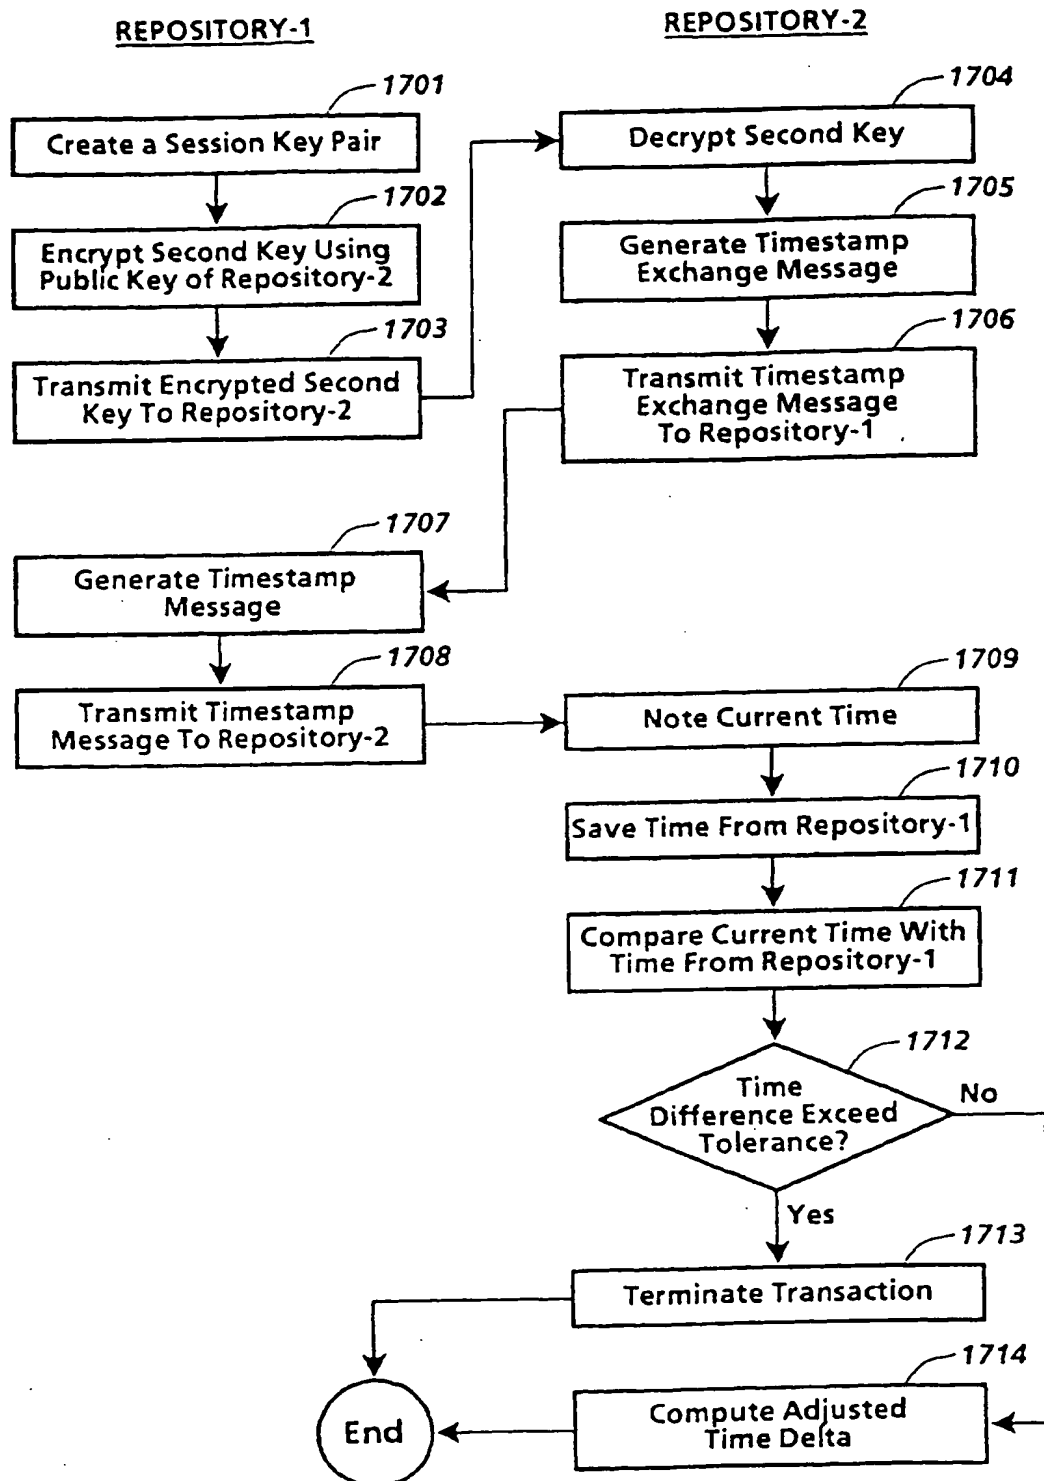 REPOSITORY-1
REPOSITORY-2
1701
Create a Session Key Pair
1702
Encrypt Second Key Using
Public Key of Repository-2
1703
Transmit Encrypted Second
Key To Repository-2
1704
Decrypt Second Key
1705
Generate Timestamp
Exchange Message
1706
Transmit Timestamp
Exchange Message
To Repository-1
1707
Generate Timestamp
Message
1708
Transmit Timestamp
Message To Repository-2
1709
Note Current Time
1710
Save Time From Repository-1
1711
Compare Current Time With
Time From Repository-1
1712
Time
Difference Exceed
Tolerance?
No
Yes
1713
Terminate Transaction
1714
Compute Adjusted
Time Delta
End